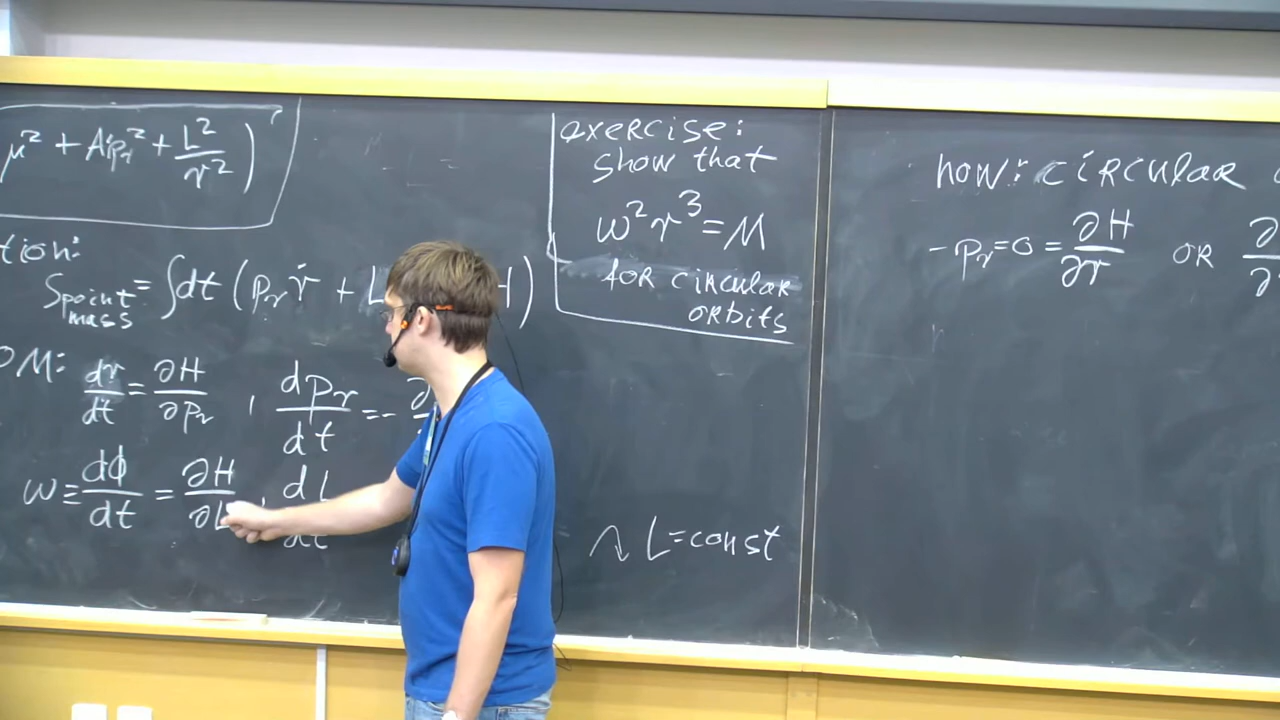 μ² + Ap_r² + L²/r² )
tion:
S_point mass = ∫dt (p_r ṙ + L H)
OM: dr/dt = ∂H/∂p_r , dp_r/dt = - ∂
ω ≡ dϕ/dt = ∂H/∂L , dL/dt
exercise:
show that
ω²r³ = M
for circular
orbits
↷ L=const
now: circular
-ṗ_r=0 = ∂H/∂r or ∂